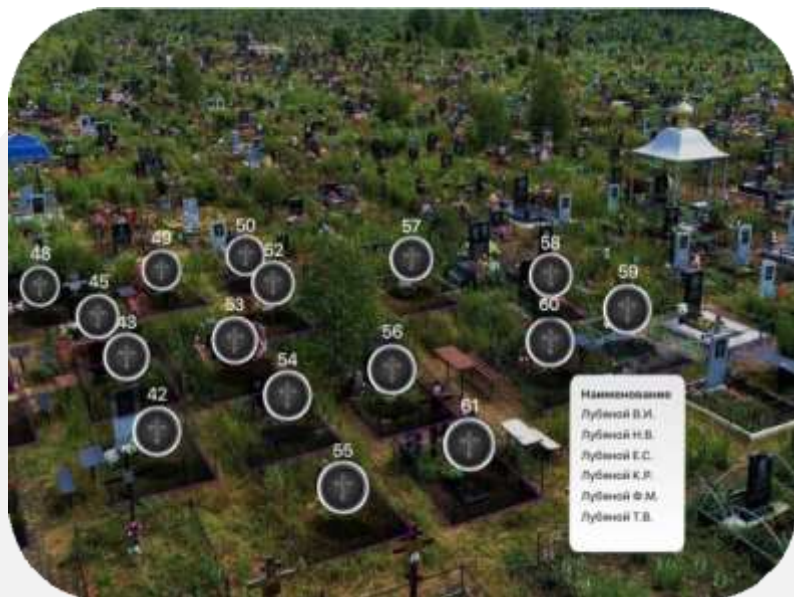 50
57
48
49
52
58
45
59
43
53
60
56
54
42
61
55
Наименование
Лубяной В.И.
Лубяной Н.В.
Лубяной Е.С.
Лубяной К.Р.
Лубяной Ф.М.
Лубяной Т.В.